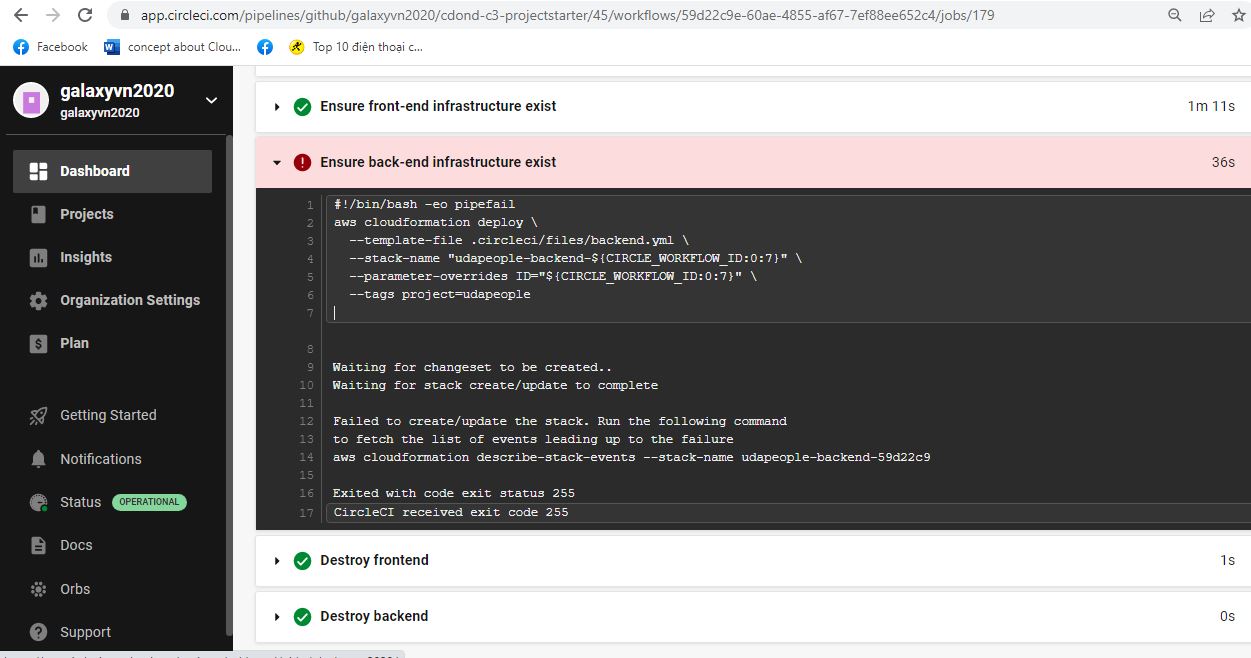 app.circleci.com/pipelines/github/galaxyvn2020/cdond-c3-projectstarter/45/workflows/59d22c9e-60ae-4855-af67-7ef88ee652c4/jobs/179
Facebook
concept about Clou...
Top 10 điện thoại c...
galaxyvn2020
galaxyvn2020
Dashboard
Projects
Insights
Organization Settings
Plan
Getting Started
Notifications
Status OPERATIONAL
Docs
Orbs
Support
Ensure front-end infrastructure exist 1m 11s
Ensure back-end infrastructure exist 36s
1 #!/bin/bash -eo pipefail
2 aws cloudformation deploy \
3 --template-file .circleci/files/backend.yml \
4 --stack-name "udapeople-backend-${CIRCLE_WORKFLOW_ID:0:7}" \
5 --parameter-overrides ID="${CIRCLE_WORKFLOW_ID:0:7}" \
6 --tags project=udapeople
7
8
9 Waiting for changeset to be created..
10 Waiting for stack create/update to complete
11
12 Failed to create/update the stack. Run the following command
13 to fetch the list of events leading up to the failure
14 aws cloudformation describe-stack-events --stack-name udapeople-backend-59d22c9
15
16 Exited with code exit status 255
17 CircleCI received exit code 255
Destroy frontend 1s
Destroy backend 0s